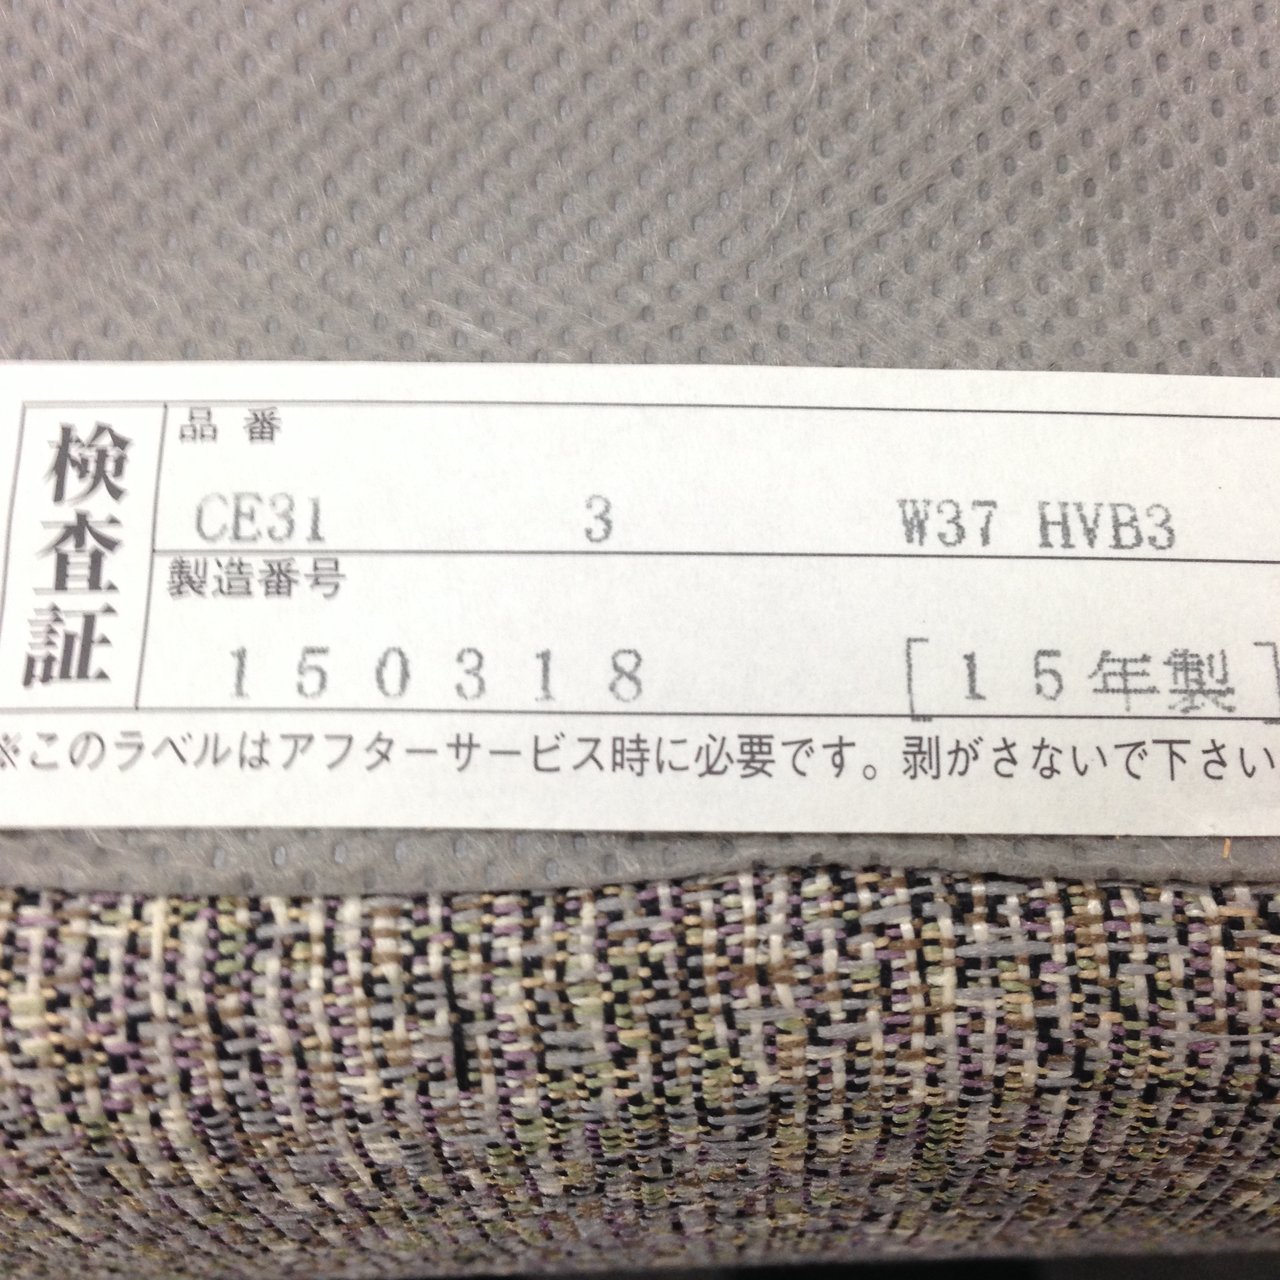 検査証
品番
CE31 3 W37 HVB3
製造番号
150318 [15年製]
※このラベルはアフターサービス時に必要です。剥がさないで下さい